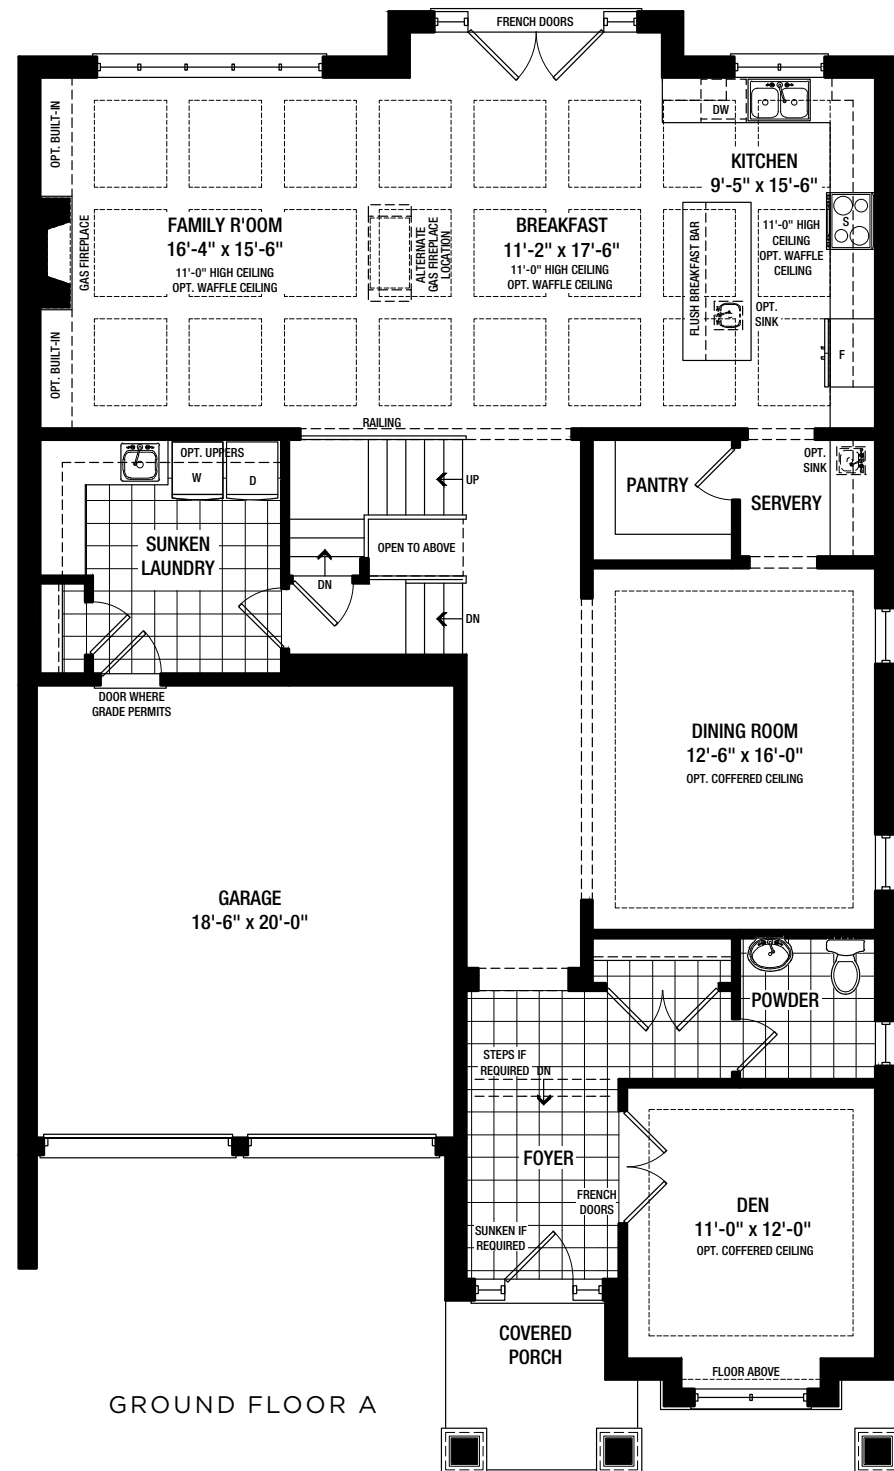 FRENCH DOORS
OPT. BUILT-IN
DW
KITCHEN
9'-5" x 15'-6"
GAS FIREPLACE
FAMILY R'OOM
16'-4" x 15'-6"
11'-0" HIGH CEILING
OPT. WAFFLE CEILING
ALTERNATE
GAS FIREPLACE
LOCATION
BREAKFAST
11'-2" x 17'-6"
11'-0" HIGH CEILING
OPT. WAFFLE CEILING
FLUSH BREAKFAST BAR
11'-0" HIGH
CEILING
OPT. WAFFLE
CEILING
S
OPT.
SINK
F
OPT. BUILT-IN
RAILING
OPT. UPPERS
W
D
UP
OPEN TO ABOVE
DN
DN
SUNKEN
LAUNDRY
PANTRY
OPT.
SINK
SERVERY
DOOR WHERE
GRADE PERMITS
DINING ROOM
12'-6" x 16'-0"
OPT. COFFERED CEILING
GARAGE
18'-6" x 20'-0"
POWDER
STEPS IF
REQUIRED DN
FOYER
FRENCH
DOORS
SUNKEN IF
REQUIRED
DEN
11'-0" x 12'-0"
OPT. COFFERED CEILING
COVERED
PORCH
FLOOR ABOVE
GROUND FLOOR A